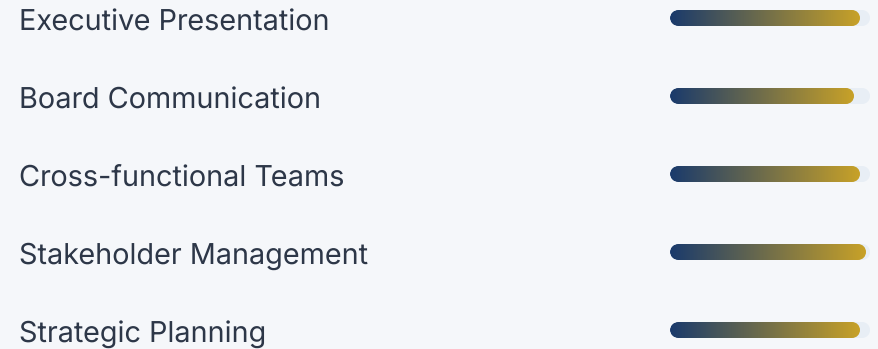 Executive Presentation
Board Communication
Cross-functional Teams
Stakeholder Management
Strategic Planning